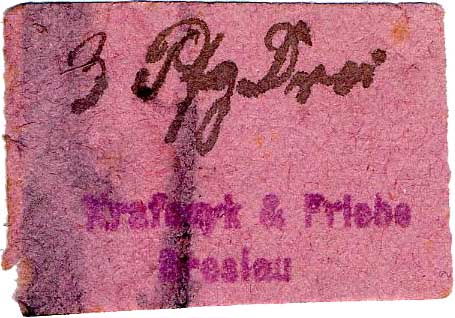 3 Pfg. Drei
& Friebe
Breslau